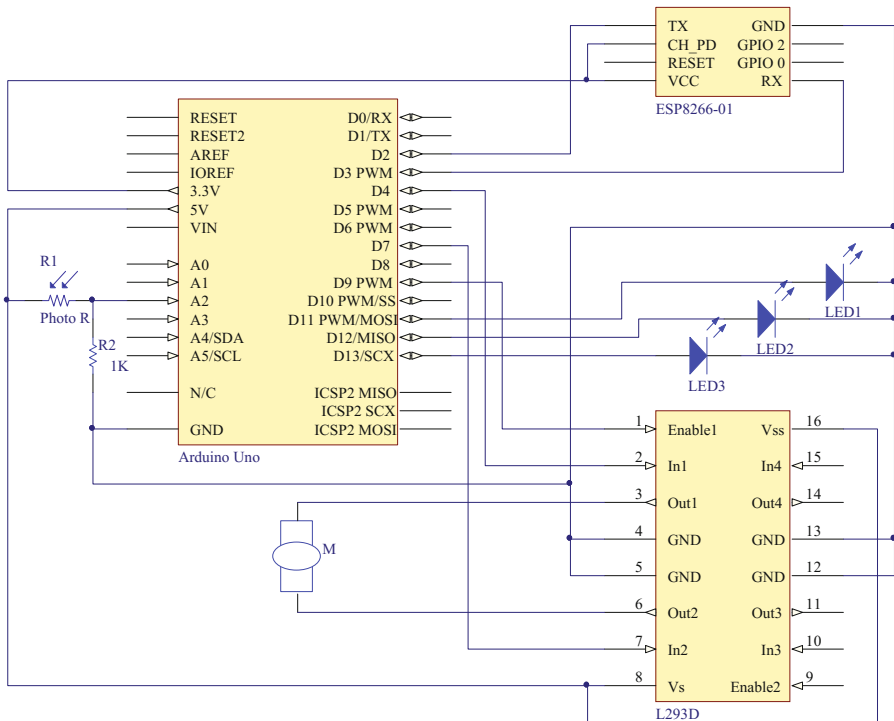 TX GND
CH_PD GPIO 2
RESET GPIO 0
VCC RX
ESP8266-01
RESET D0/RX
RESET2 D1/TX
AREF D2
IOREF D3 PWM
3.3V D4
5V D5 PWM
VIN D6 PWM
D7
A0 D8
A1 D9 PWM
A2 D10 PWM/SS
A3 D11 PWM/MOSI
A4/SDA D12/MISO
A5/SCL D13/SCX
N/C ICSP2 MISO
ICSP2 SCX
GND ICSP2 MOSI
Arduino Uno
R1
Photo R
R2
1K
LED1
LED2
LED3
1 Enable1 Vss 16
2 In1 In4 15
3 Out1 Out4 14
4 GND GND 13
5 GND GND 12
6 Out2 Out3 11
7 In2 In3 10
8 Vs Enable2 9
L293D
M